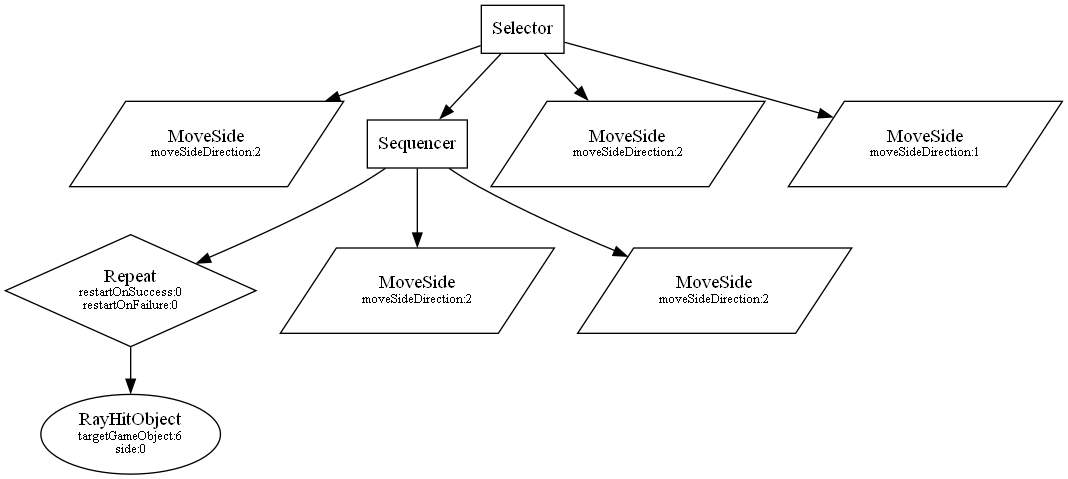 Selector
MoveSide
moveSideDirection:2
Sequencer
MoveSide
moveSideDirection:2
MoveSide
moveSideDirection:1
Repeat
restartOnSuccess:0
restartOnFailure:0
MoveSide
moveSideDirection:2
MoveSide
moveSideDirection:2
RayHitObject
targetGameObject:6
side:0